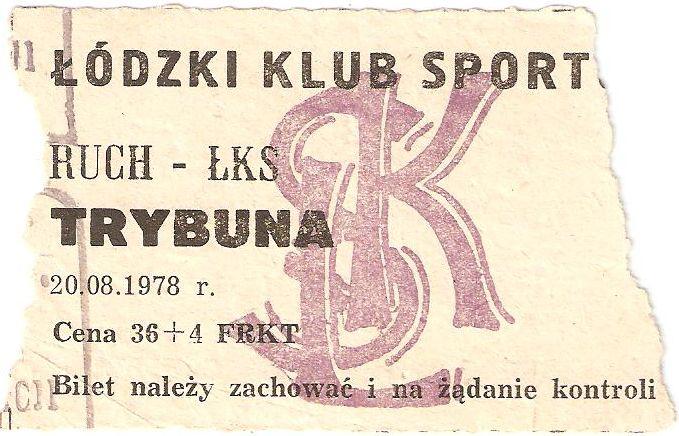 ŁÓDZKI KLUB SPORT
RUCH - ŁKS
TRYBUNA
20.08.1978 r.
Cena 36+4 FRKT
Bilet należy zachować i na żądanie kontroli